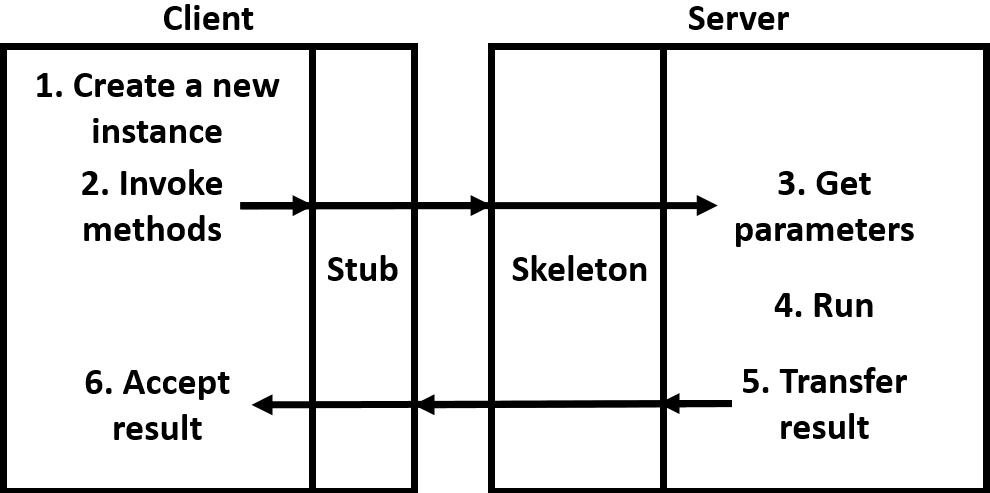 Client
Server
1. Create a new
instance
2. Invoke
methods
Stub
Skeleton
3. Get
parameters
4. Run
5. Transfer
result
6. Accept
result